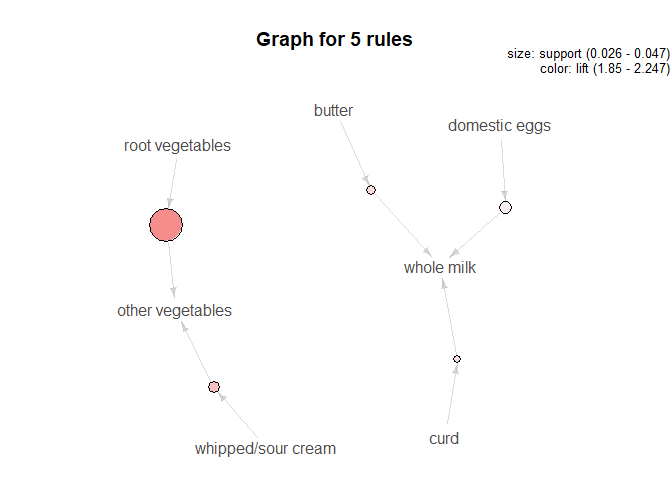 Graph for 5 rules
size: support (0.026 - 0.047)
color: lift (1.85 - 2.247)
butter
domestic eggs
root vegetables
whole milk
other vegetables
curd
whipped/sour cream